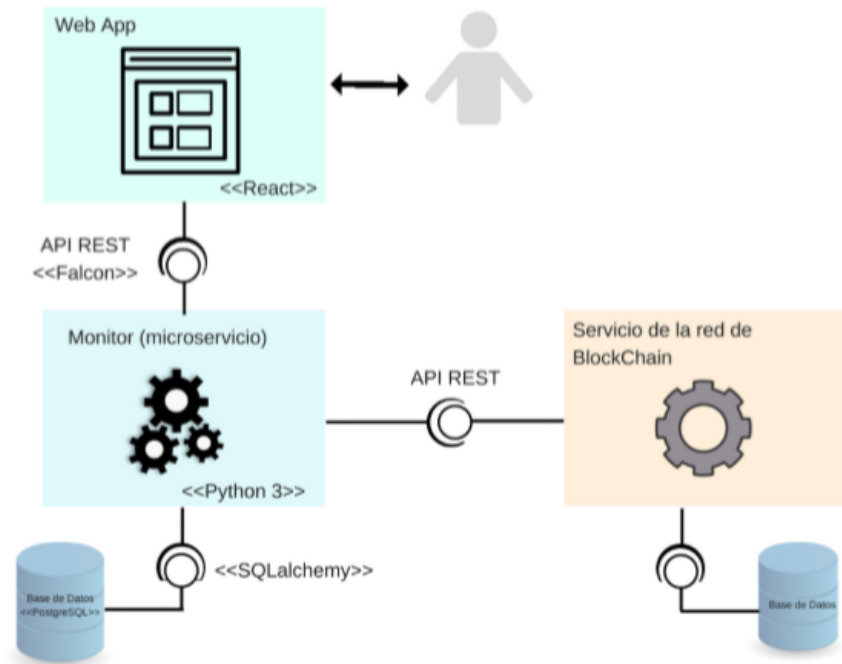 Web App
<<React>>
API REST
<<Falcon>>
Monitor (microservicio)
<<Python 3>>
API REST
Servicio de la red de
BlockChain
<<SQLalchemy>>
Base de Datos
<<PostgreSQL>>
Base de Datos